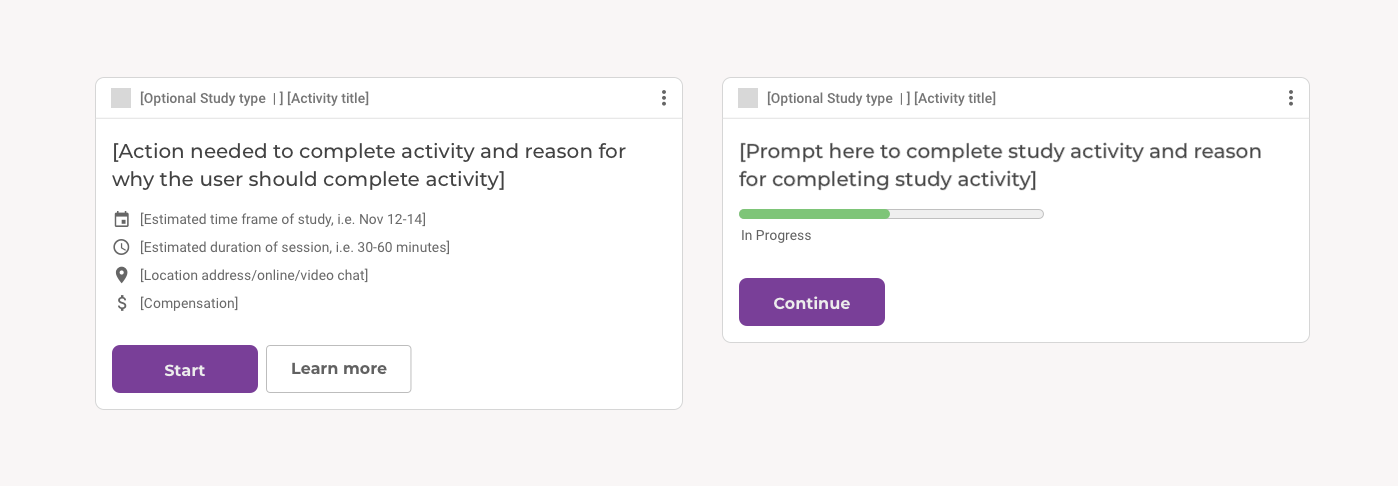 [Optional Study type | ] [Activity title]
[Action needed to complete activity and reason for
why the user should complete activity]
[Estimated time frame of study, i.e. Nov 12-14]
[Estimated duration of session, i.e. 30-60 minutes]
[Location address/online/video chat]
[Compensation]
Start
Learn more
[Optional Study type | ] [Activity title]
[Prompt here to complete study activity and reason
for completing study activity]
In Progress
Continue